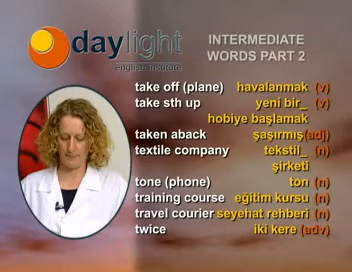 daylight
english institute
INTERMEDIATE
WORDS PART 2
take off (plane) havalanmak (v)
take sth up yeni bir_ (v)
hobiye başlamak
taken aback şaşırmış(adj)
textile company tekstil_ (n)
şirketi
tone (phone) ton (n)
training course eğitim kursu (n)
travel courier seyehat rehberi (n)
twice iki kere (adv)